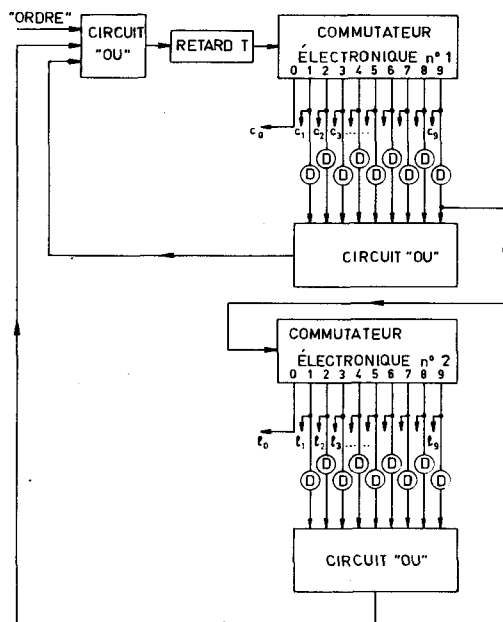 "ORDRE"
CIRCUIT
"OU"
RETARD T
COMMUTATEUR
ÉLECTRONIQUE n° 1
0 1 2 3 4 5 6 7 8 9
c₀ c₁ c₂ c₃ ..... c₉
D D D D
D D D D D
CIRCUIT "OU"
COMMUTATEUR
ÉLECTRONIQUE n° 2
0 1 2 3 4 5 6 7 8 9
ℓ₀ ℓ₁ ℓ₂ ℓ₃ ..... ℓ₉
D D D D
D D D D D
CIRCUIT "OU"